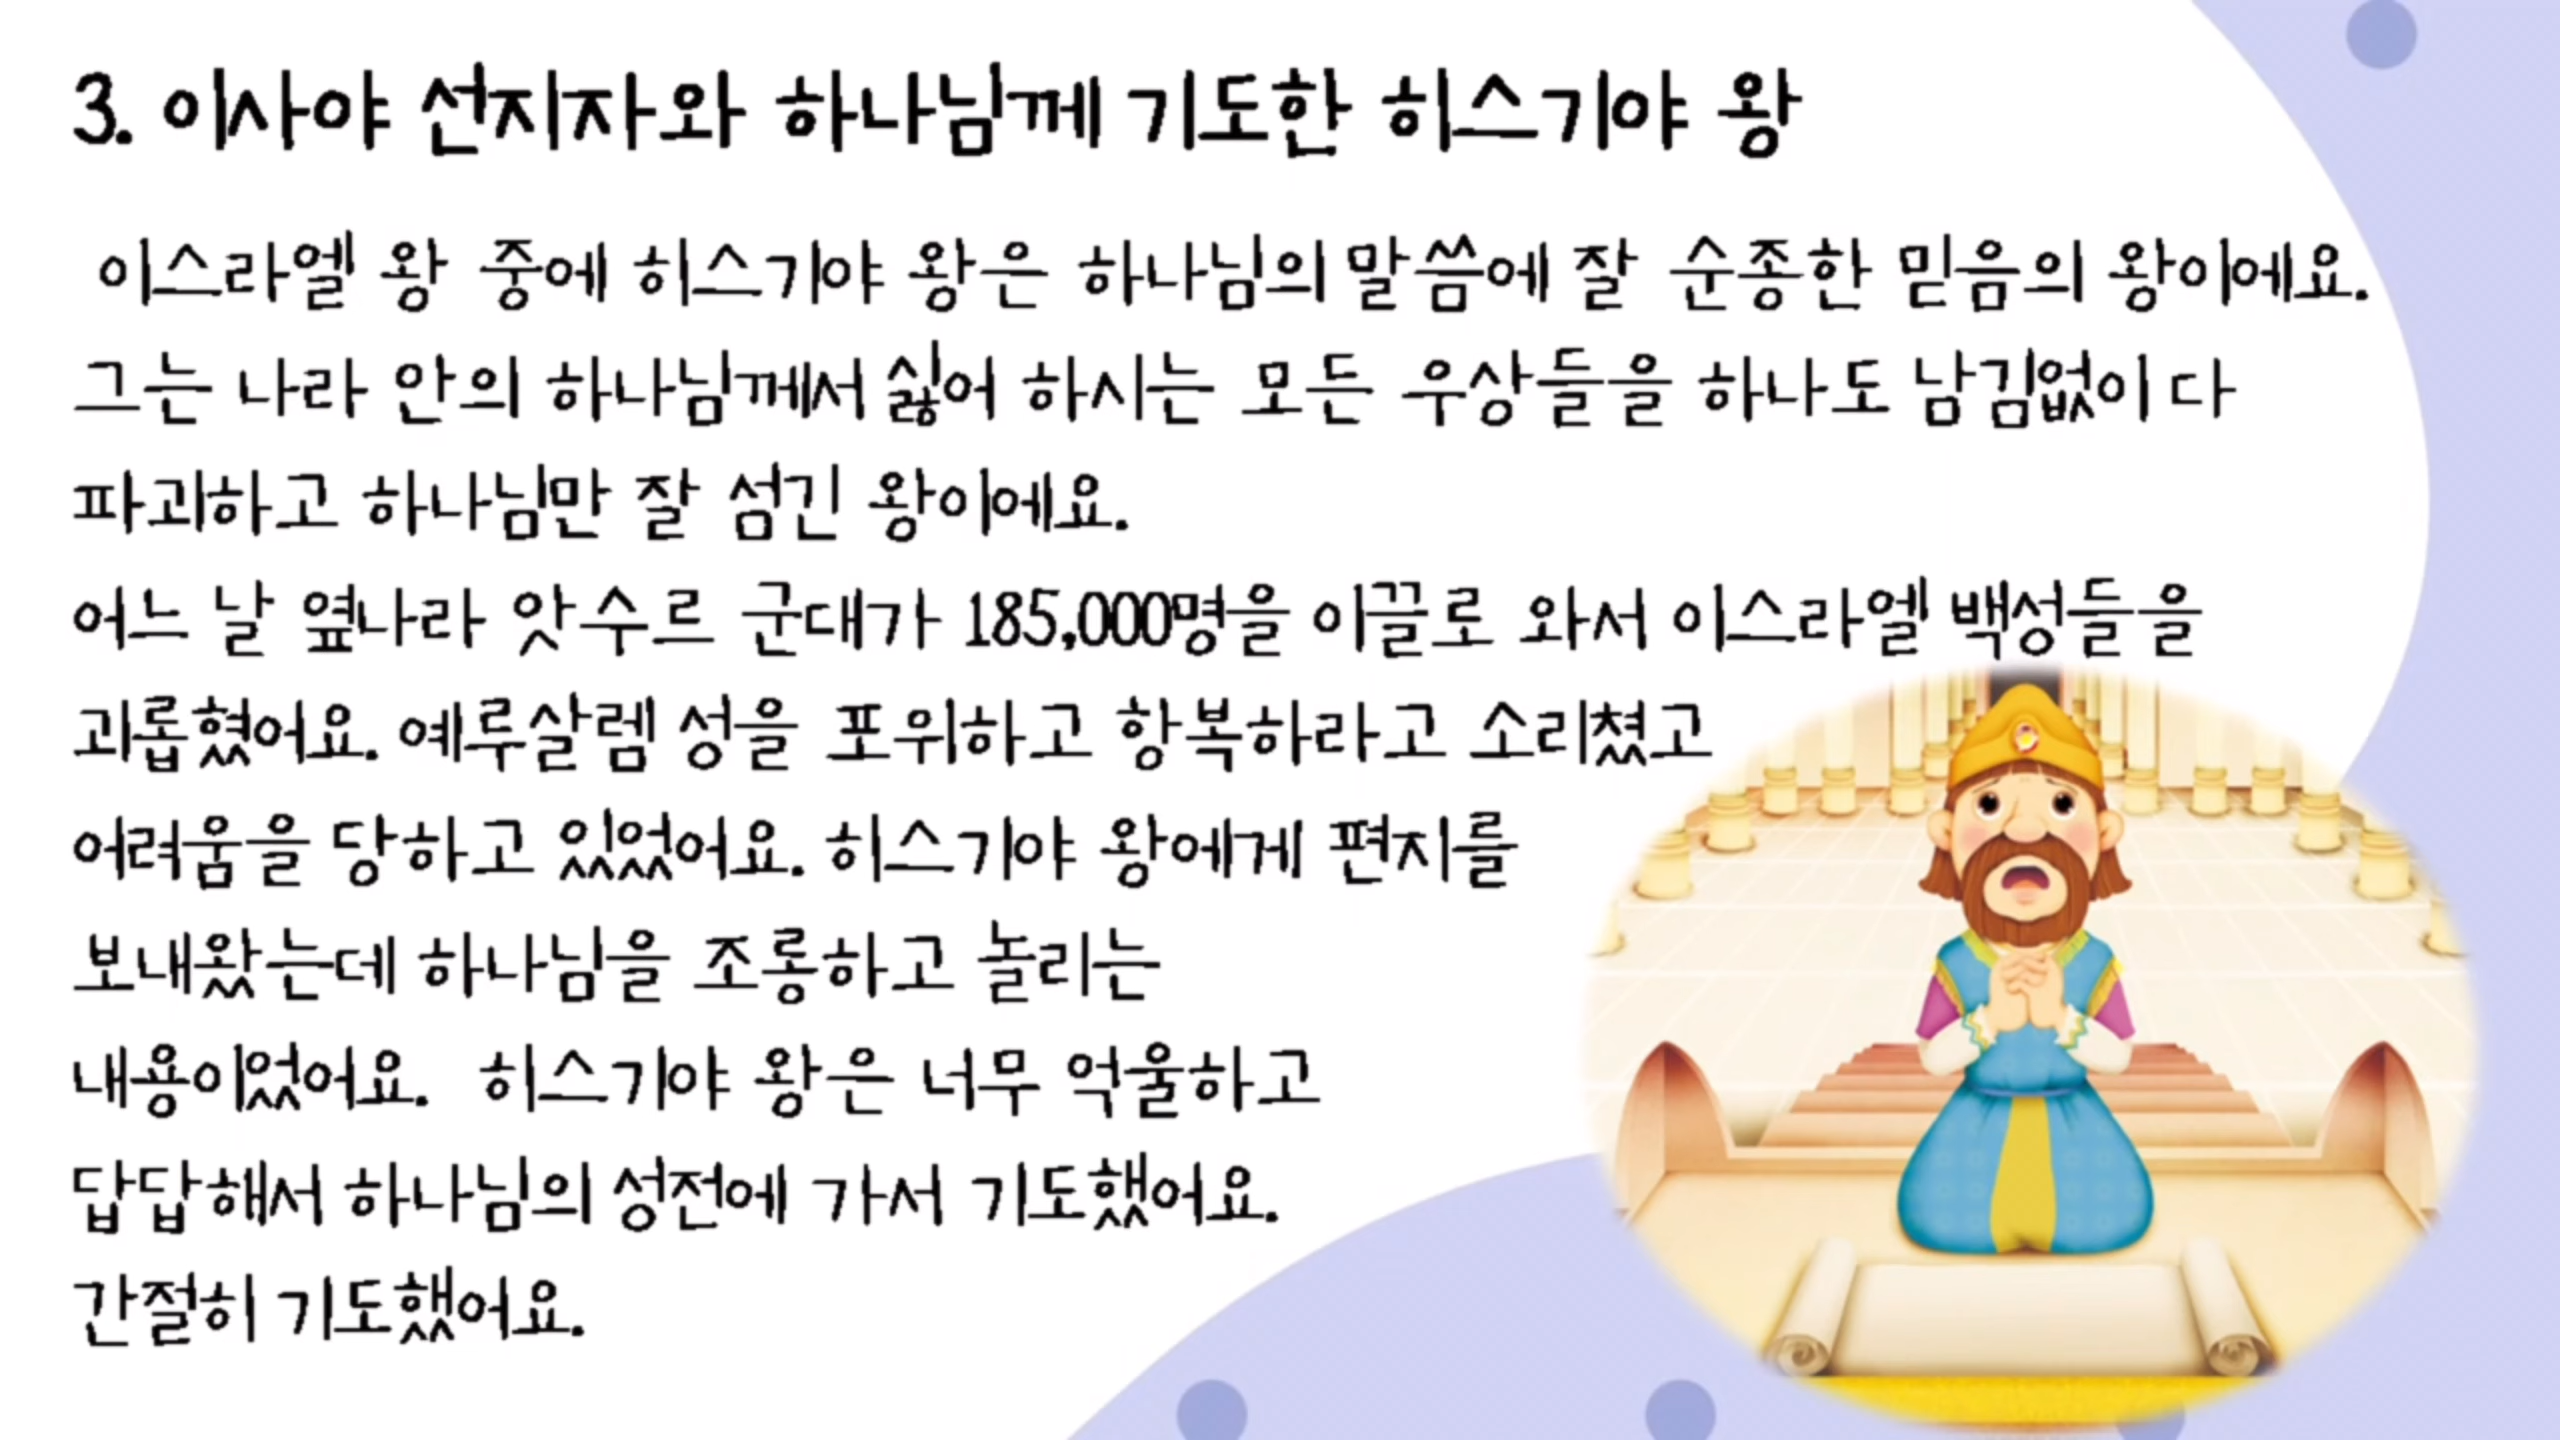 3. 이사야 선지자와 하나님께 기도한 히스기야 왕
이스라엘 왕 중에 히스기야 왕은 하나님의 말씀에 잘 순종한 믿음의 왕이에요.
그는 나라 안의 하나님께서 싫어 하시는 모든 우상들을 하나도 남김없이 다
파괴하고 하나님만 잘 섬긴 왕이에요.
어느 날 옆나라 앗수르 군대가 185,000명을 이끌로 와서 이스라엘 백성들을
괴롭혔어요. 예루살렘 성을 포위하고 항복하라고 소리쳤고
어려움을 당하고 있었어요. 히스기야 왕에게 편지를
보내왔는데 하나님을 조롱하고 놀리는
내용이었어요. 히스기야 왕은 너무 억울하고
답답해서 하나님의 성전에 가서 기도했어요.
간절히 기도했어요.